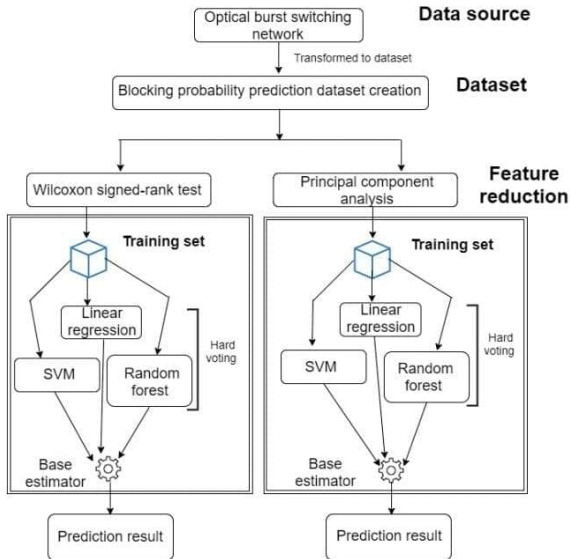 Optical burst switching
network
Data source
Transformed to dataset
Blocking probability prediction dataset creation
Dataset
Wilcoxon signed-rank test
Principal component
analysis
Feature
reduction
Training set
Linear
regression
SVM
Random
forest
Hard
voting
Base
estimator
Prediction result
Training set
Linear
regression
SVM
Random
forest
Hard
voting
Base
estimator
Prediction result